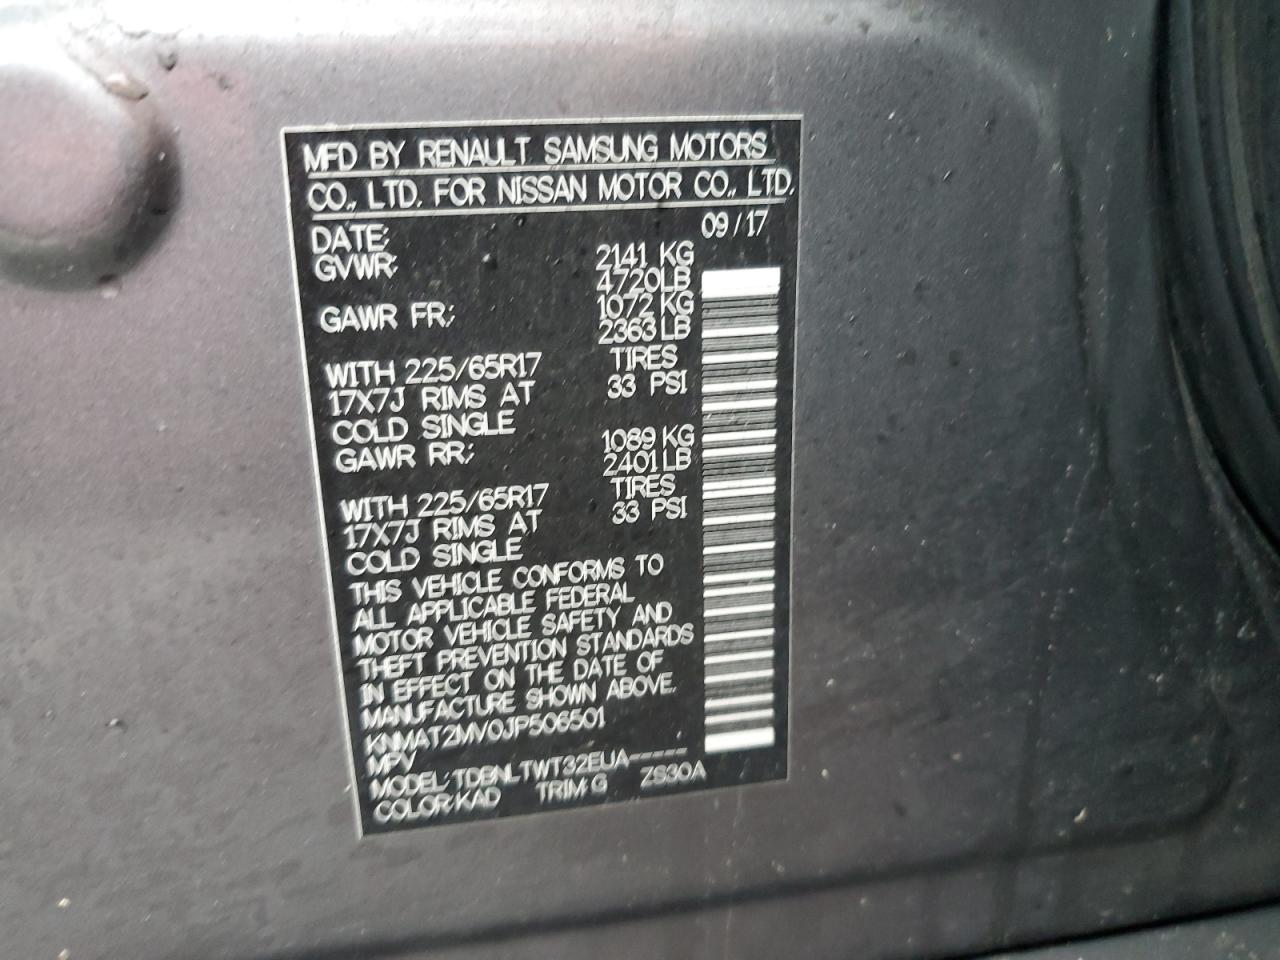 MFD BY RENAULT SAMSUNG MOTORS
CO., LTD. FOR NISSAN MOTOR CO., LTD.
DATE: 09/17
GVWR: 2141 KG
4720LB
GAWR FR: 1072 KG
2363LB
WITH 225/65R17 TIRES
17X7J RIMS AT 33 PSI
COLD SINGLE
GAWR RR: 1089 KG
2401LB
WITH 225/65R17 TIRES
17X7J RIMS AT 33 PSI
COLD SINGLE
THIS VEHICLE CONFORMS TO
ALL APPLICABLE FEDERAL
MOTOR VEHICLE SAFETY AND
THEFT PREVENTION STANDARDS
IN EFFECT ON THE DATE OF
MANUFACTURE SHOWN ABOVE.
KNMAT2MV0JP506501
MPV
MODEL: TDBNLTWT32EUA-----
COLOR:KAD TRIM:G ZS30A